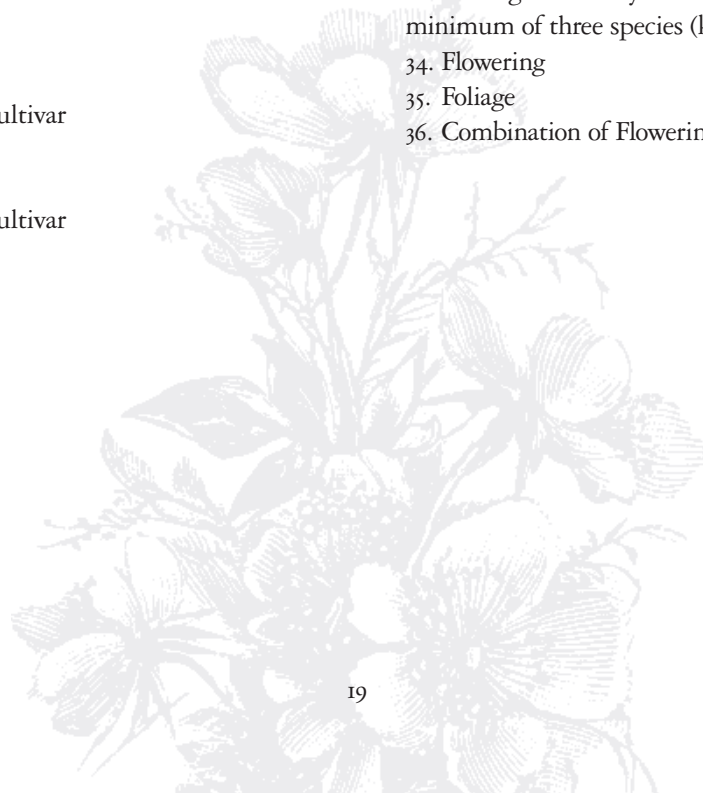 ultivar
ultivar
minimum of three species (
34. Flowering
35. Foliage
36. Combination of Flowerin
19